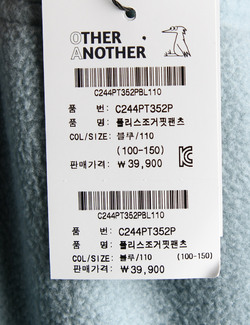 OTHER
ANOTHER
C244PT352PBL110
품 번: C244PT352P
품 명: 플리스조거핏팬츠
COL/SIZE: 블루/110
(100-150)
판매가격: ₩39,900
C244PT352PBL110
품 번: C244PT352P
품 명: 플리스조거핏팬츠
COL/SIZE: 블루/110 (100-150)
판매가격: ₩39,900